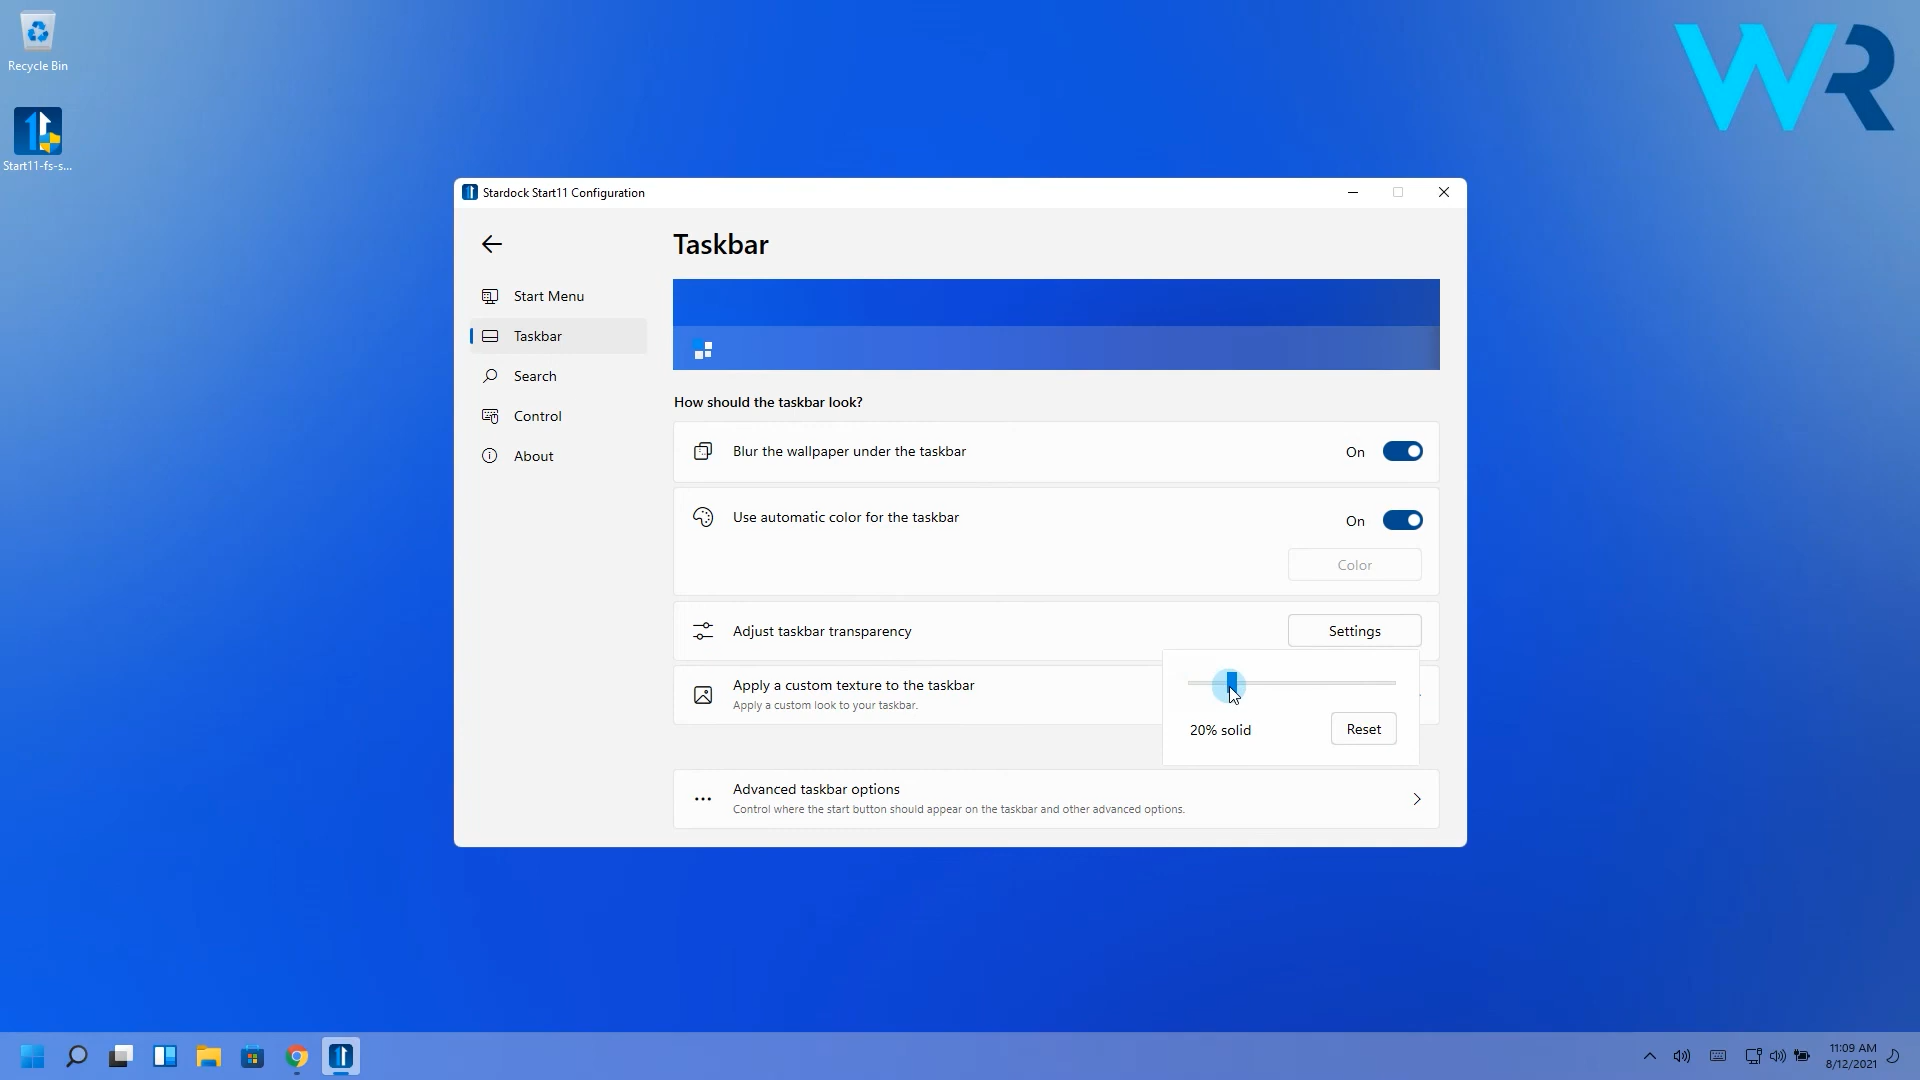 Recycle Bin
Start11-fs-s...
WR
Stardock Start11 Configuration
Taskbar
Start Menu
Taskbar
Search
Control
About
How should the taskbar look?
Blur the wallpaper under the taskbar
On
Use automatic color for the taskbar
On
Color
Adjust taskbar transparency
Settings
Apply a custom texture to the taskbar
Apply a custom look to your taskbar.
20% solid
Reset
Advanced taskbar options
Control where the start button should appear on the taskbar and other advanced options.
11:09 AM
8/12/2021